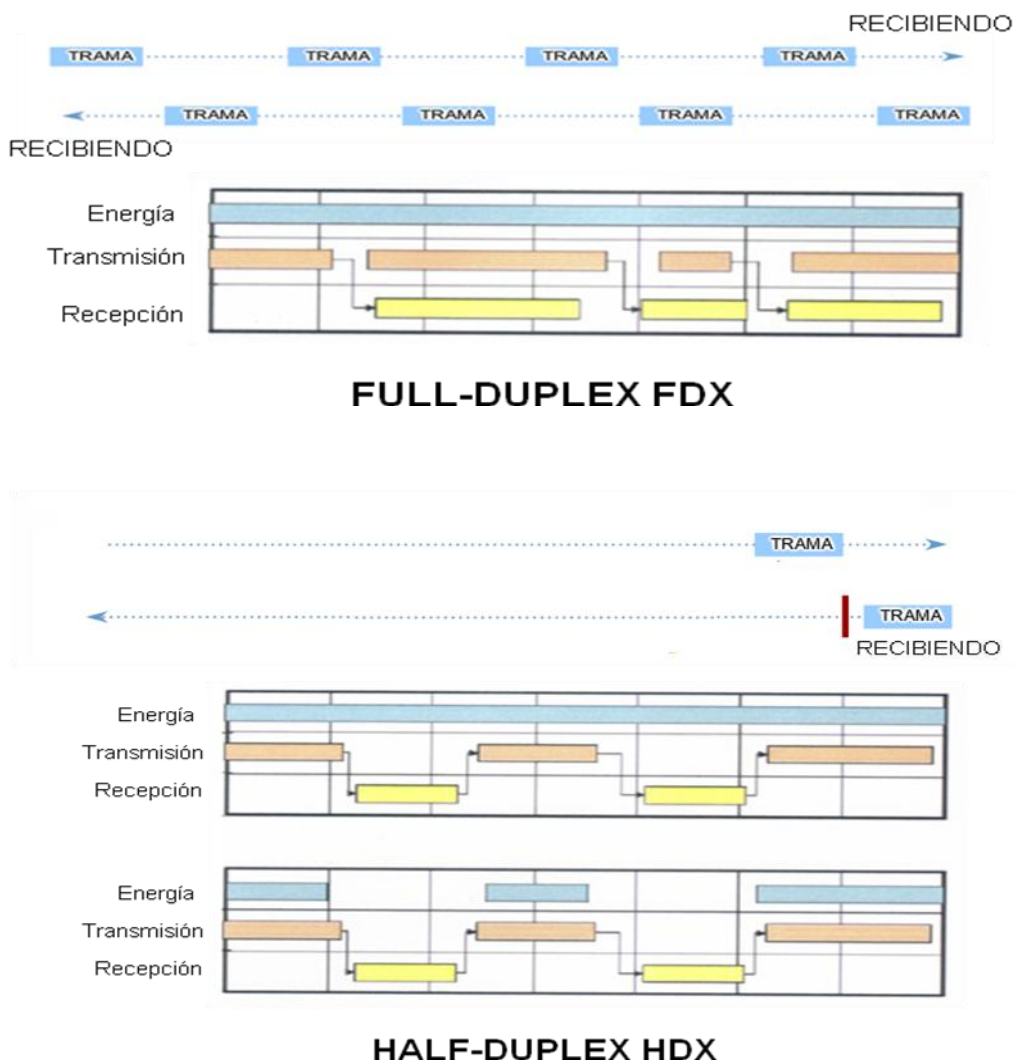 RECIBIENDO
TRAMA TRAMA TRAMA TRAMA
TRAMA TRAMA TRAMA TRAMA
RECIBIENDO
Energía
Transmisión
Recepción
FULL-DUPLEX FDX
TRAMA
TRAMA
RECIBIENDO
Energía
Transmisión
Recepción
Energía
Transmisión
Recepción
HALF-DUPLEX HDX